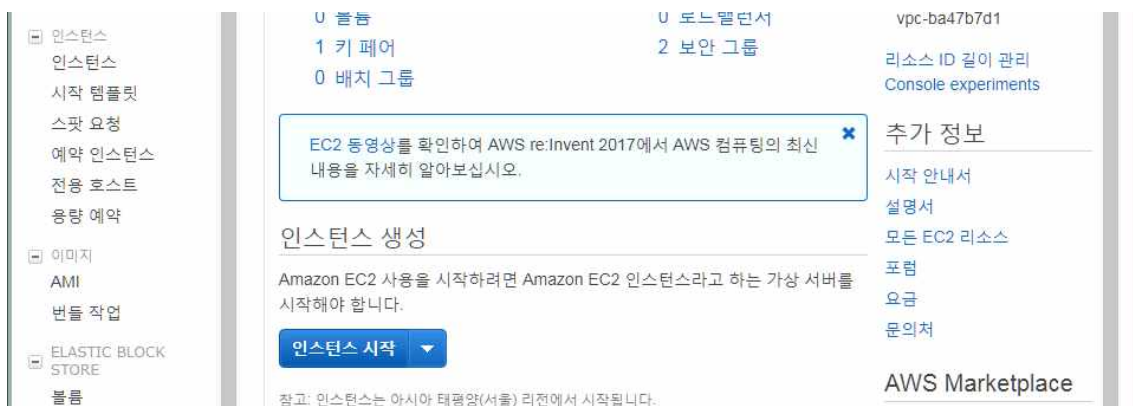 인스턴스
인스턴스
시작 템플릿
스팟 요청
예약 인스턴스
전용 호스트
용량 예약
이미지
AMI
번들 작업
ELASTIC BLOCK
STORE
볼륨
0 볼륨
0 로드밸런서
1 키 페어
2 보안 그룹
0 배치 그룹
EC2 동영상를 확인하여 AWS re:Invent 2017에서 AWS 컴퓨팅의 최신
내용을 자세히 알아보십시오.
인스턴스 생성
Amazon EC2 사용을 시작하려면 Amazon EC2 인스턴스라고 하는 가상 서버를
시작해야 합니다.
인스턴스 시작
참고: 인스턴스는 아시아 태평양(서울) 리전에서 시작됩니다.
vpc-ba47b7d1
리소스 ID 길이 관리
Console experiments
추가 정보
시작 안내서
설명서
모든 EC2 리소스
포럼
요금
문의처
AWS Marketplace